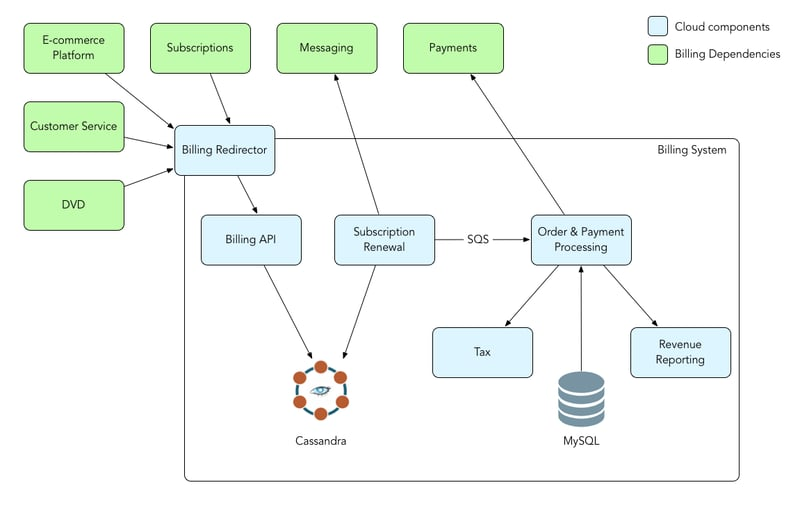 E-commerce
Platform
Subscriptions
Messaging
Payments
Cloud components
Billing Dependencies
Customer Service
Billing Redirector
Billing System
DVD
Billing API
Subscription
Renewal
SQS
Order & Payment
Processing
Tax
Revenue
Reporting
Cassandra
MySQL